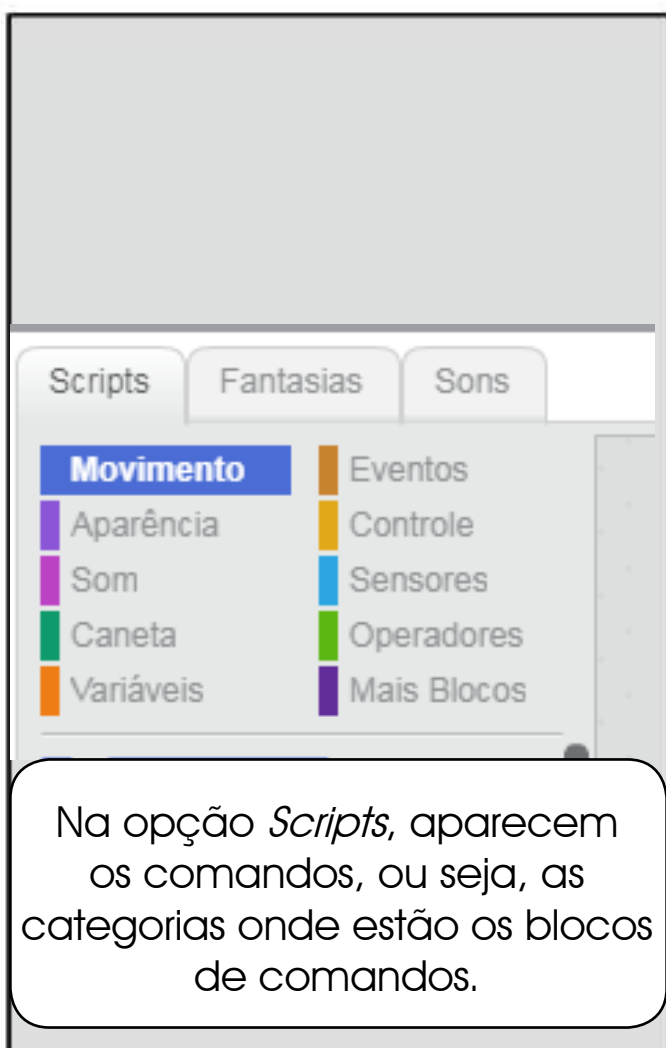 Scripts Fantasias Sons
Movimento Eventos
Aparência Controle
Som Sensores
Caneta Operadores
Variáveis Mais Blocos
Na opção Scripts, aparecem
os comandos, ou seja, as
categorias onde estão os blocos
de comandos.